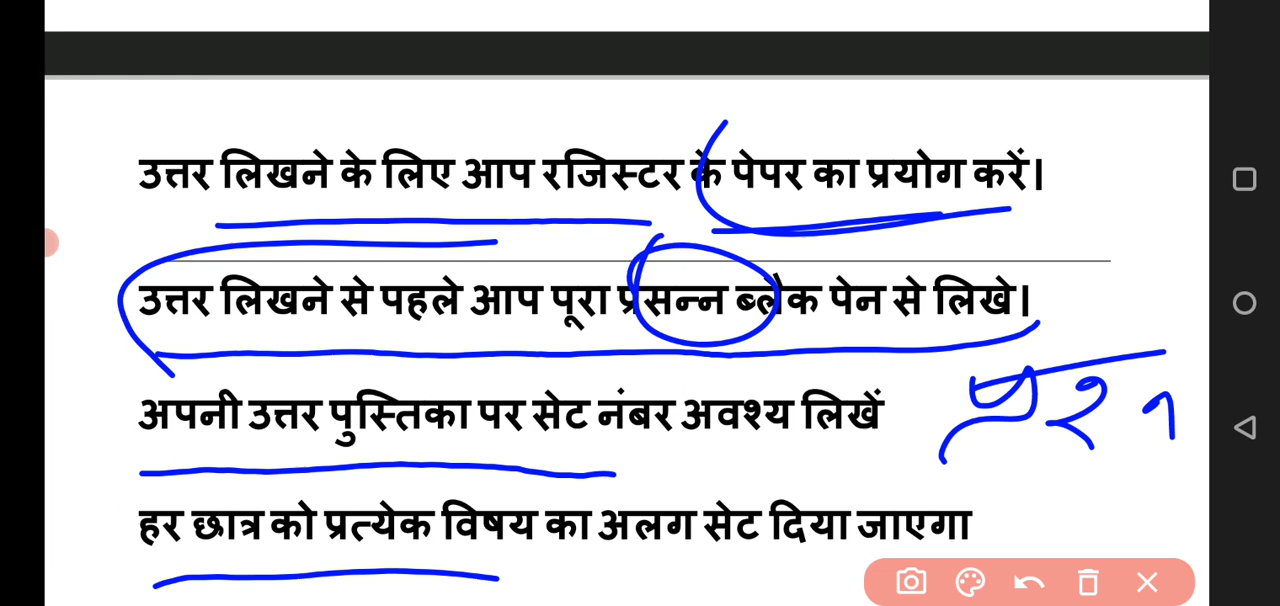 उत्तर लिखने के लिए आप रजिस्टर के पेपर का प्रयोग करें।
उत्तर लिखने से पहले आप पूरा प्रसन्न ब्लैक पेन से लिखे।
अपनी उत्तर पुस्तिका पर सेट नंबर अवश्य लिखें
हर छात्र को प्रत्येक विषय का अलग सेट दिया जाएगा